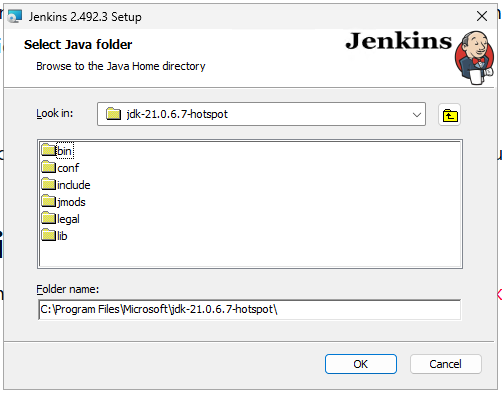 Jenkins 2.492.3 Setup
Select Java folder
Browse to the Java Home directory
Jenkins
Look in:
jdk-21.0.6.7-hotspot
bin
conf
include
jmods
legal
lib
Folder name:
C:\Program Files\Microsoft\jdk-21.0.6.7-hotspot\
OK
Cancel